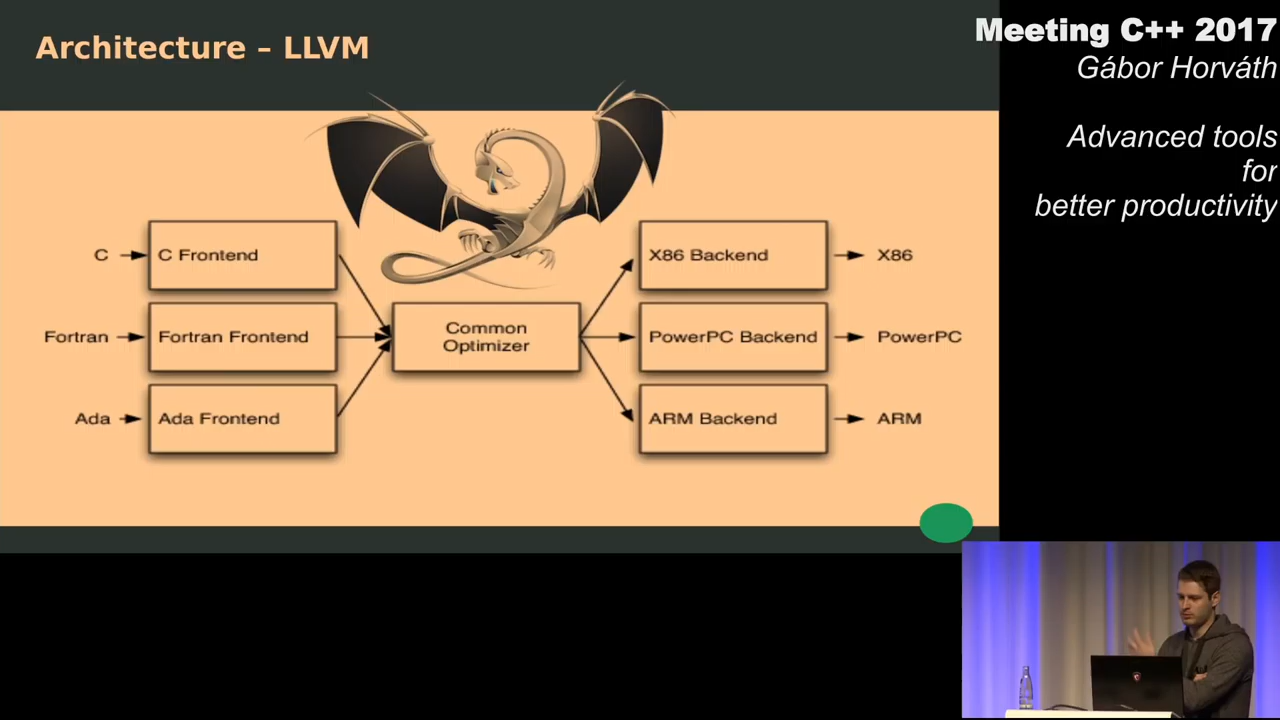 Architecture – LLVM
C
C Frontend
X86 Backend
X86
Fortran
Fortran Frontend
Common
Optimizer
PowerPC Backend
PowerPC
Ada
Ada Frontend
ARM Backend
ARM
Meeting C++ 2017
Gábor Horváth
Advanced tools
for
better productivity